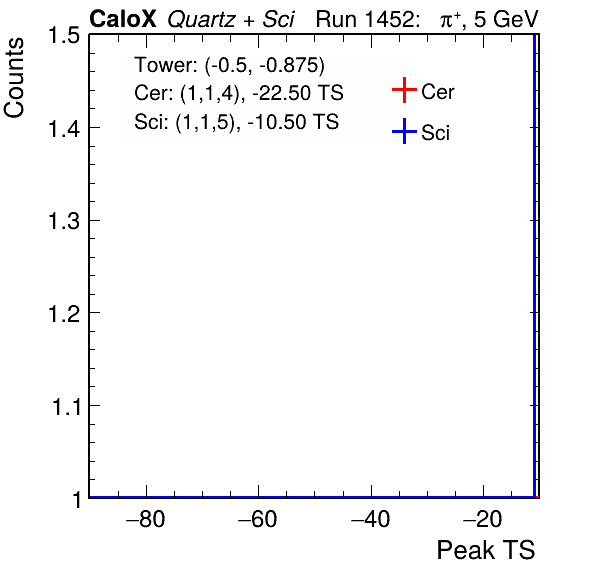 CaloX Quartz + Sci Run 1452: π⁺, 5 GeV
Counts
Tower: (-0.5, -0.875)
Cer: (1,1,4), -22.50 TS
Sci: (1,1,5), -10.50 TS
Cer
Sci
1.5
1.4
1.3
1.2
1.1
1
−80 −60 −40 −20
Peak TS